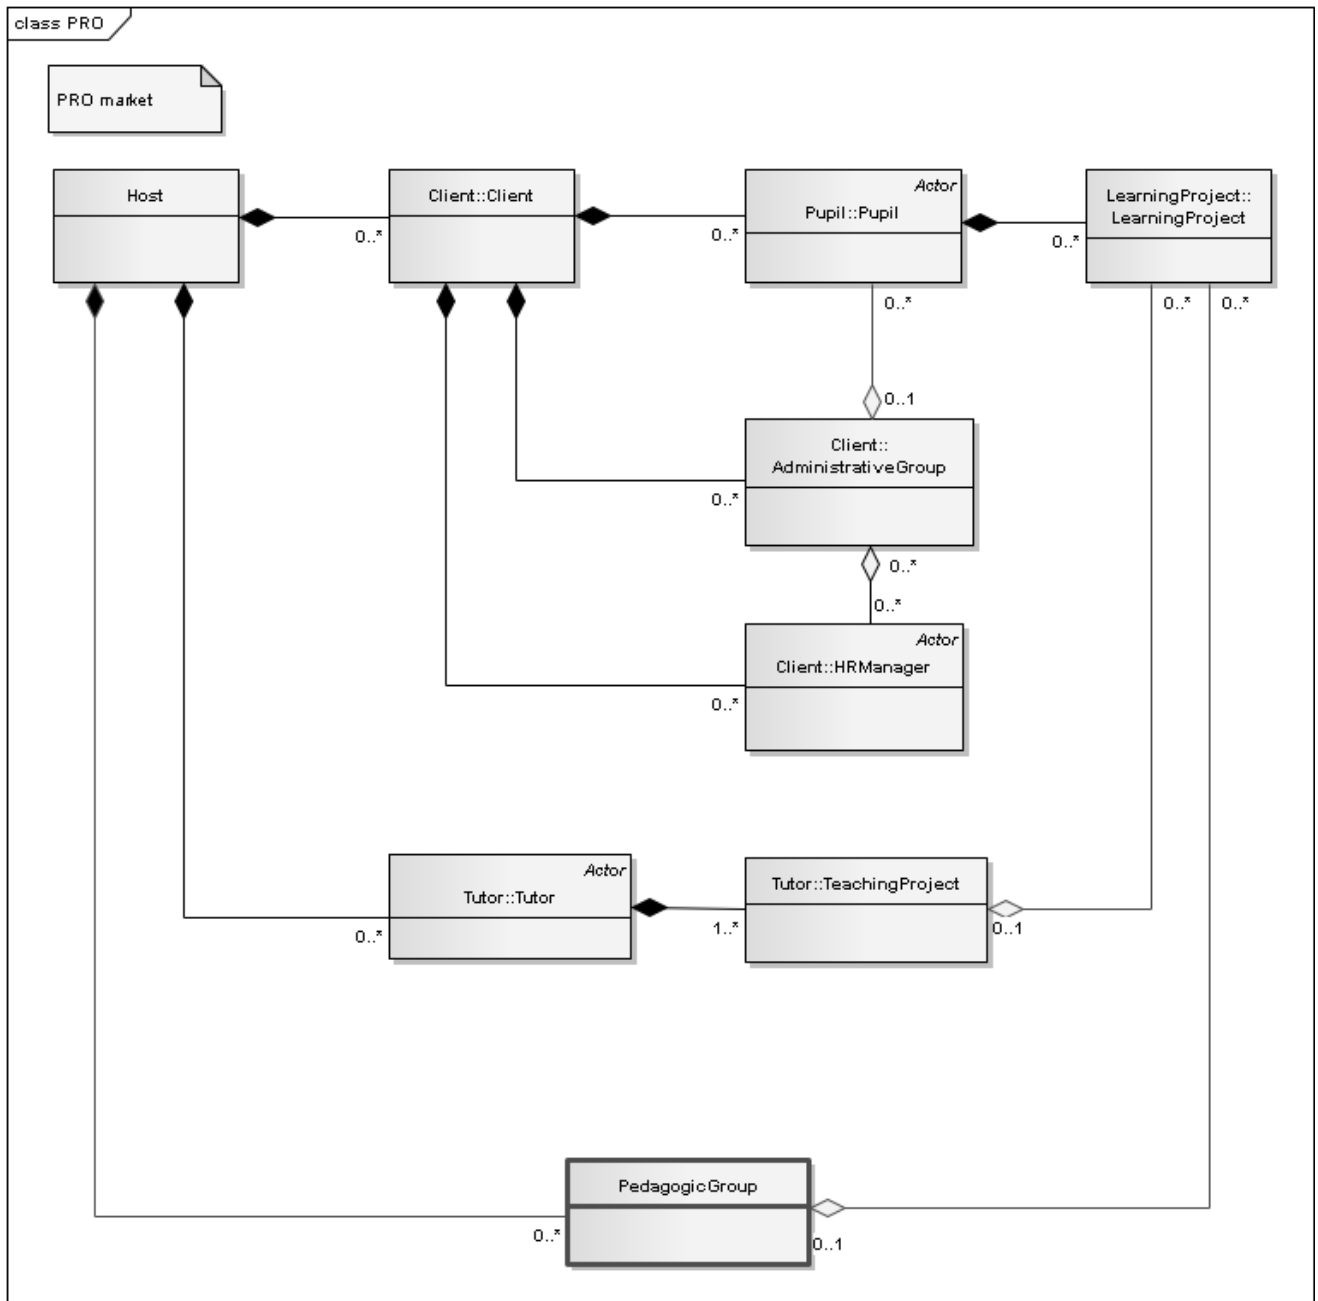 class PRO
PRO market
Host
Client::Client
Actor
Pupil::Pupil
LearningProject::
LearningProject
0..*
0..*
0..*
0..*
0..*
0..*
0..1
Client::
AdministrativeGroup
0..*
0..*
0..*
Actor
Client::HRManager
0..*
Actor
Tutor::Tutor
Tutor::TeachingProject
0..*
1..*
0..1
PedagogicGroup
0..*
0..1